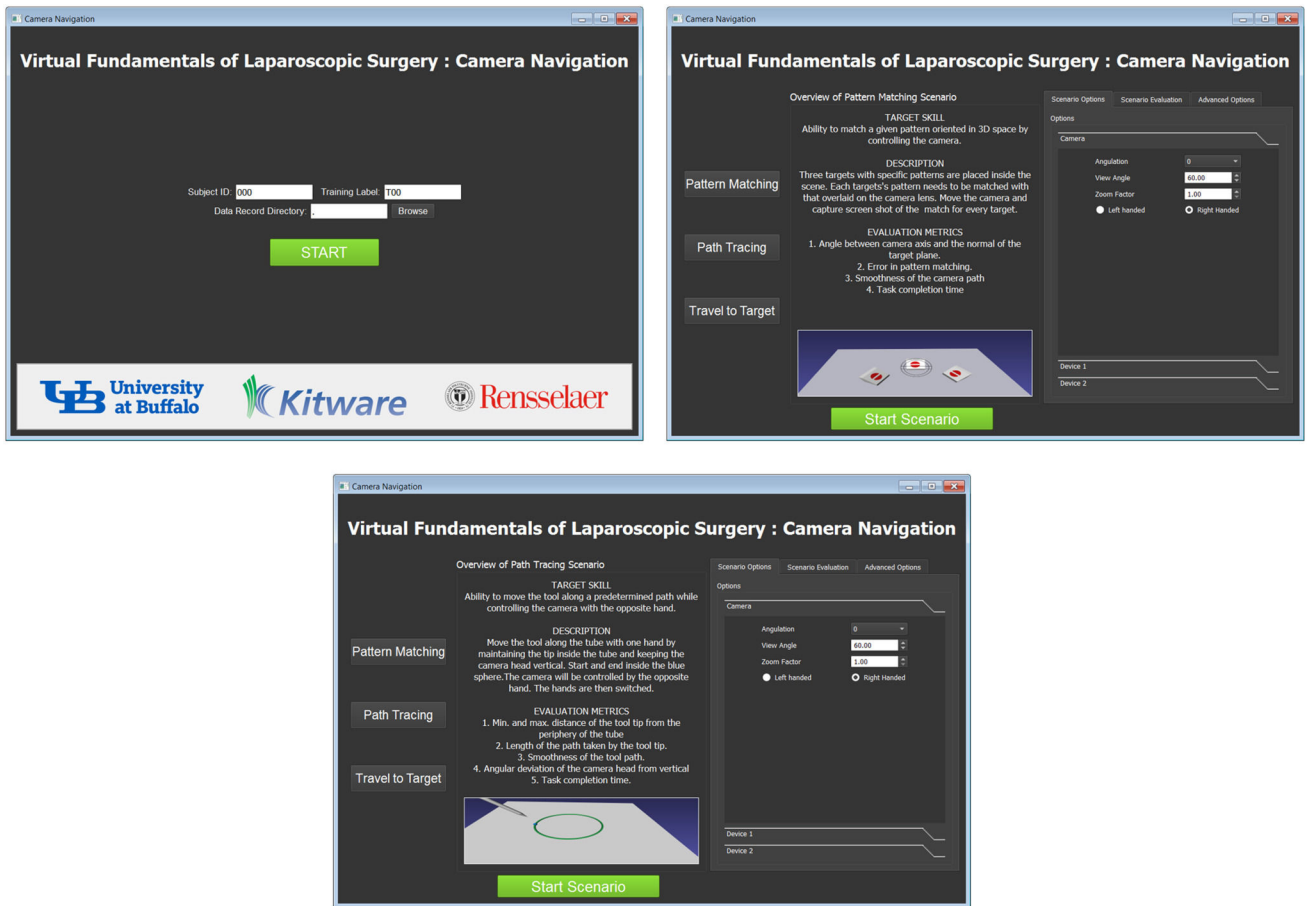 Camera Navigation
Virtual Fundamentals of Laparoscopic Surgery : Camera Navigation
Subject ID: 000 Training Label: T00
Data Record Directory: . Browse
START
University
at Buffalo
Kitware
Rensselaer
Camera Navigation
Virtual Fundamentals of Laparoscopic Surgery : Camera Navigation
Pattern Matching
Path Tracing
Travel to Target
Overview of Pattern Matching Scenario
TARGET SKILL
Ability to match a given pattern oriented in 3D space by
controlling the camera.
DESCRIPTION
Three targets with specific patterns are placed inside the
scene. Each targets's pattern needs to be matched with
that overlaid on the camera lens. Move the camera and
capture screen shot of the match for every target.
EVALUATION METRICS
1. Angle between camera axis and the normal of the
target plane.
2. Error in pattern matching.
3. Smoothness of the camera path
4. Task completion time
Start Scenario
Scenario Options Scenario Evaluation Advanced Options
Options
Camera
Angulation 0
View Angle 60.00
Zoom Factor 1.00
Left handed Right Handed
Device 1
Device 2
Camera Navigation
Virtual Fundamentals of Laparoscopic Surgery : Camera Navigation
Pattern Matching
Path Tracing
Travel to Target
Overview of Path Tracing Scenario
TARGET SKILL
Ability to move the tool along a predetermined path while
controlling the camera with the opposite hand.
DESCRIPTION
Move the tool along the tube with one hand by
maintaining the tip inside the tube and keeping the
camera head vertical. Start and end inside the blue
sphere.The camera will be controlled by the opposite
hand. The hands are then switched.
EVALUATION METRICS
1. Min. and max. distance of the tool tip from the
periphery of the tube
2. Length of the path taken by the tool tip.
3. Smoothness of the tool path.
4. Angular deviation of the camera head from vertical
5. Task completion time.
Start Scenario
Scenario Options Scenario Evaluation Advanced Options
Options
Camera
Angulation 0
View Angle 60.00
Zoom Factor 1.00
Left handed Right Handed
Device 1
Device 2